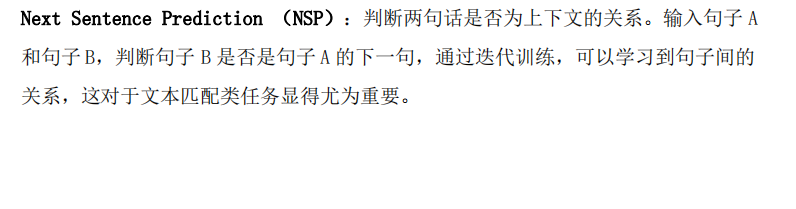 Next Sentence Prediction （NSP）：判断两句话是否为上下文的关系。输入句子 A
和句子 B，判断句子 B 是否是句子 A 的下一句，通过迭代训练，可以学习到句子间的
关系，这对于文本匹配类任务显得尤为重要。